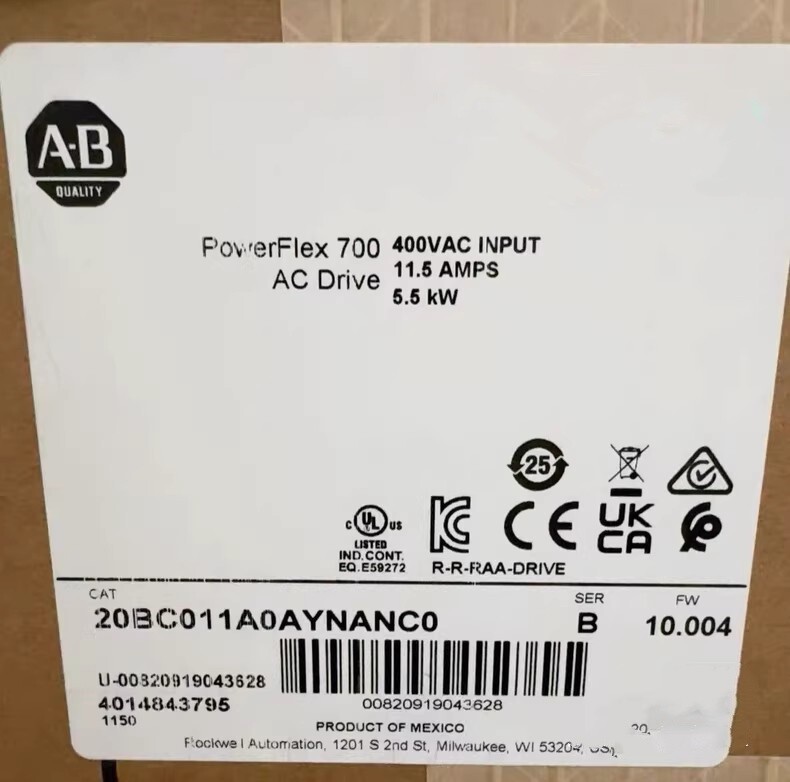 A-B
QUALITY
PowerFlex 700
AC Drive
400VAC INPUT
11.5 AMPS
5.5 kW
25
c UL us
LISTED
IND.CONT.
EQ.E59272
R-R-RAA-DRIVE
CE
UK
CA
CAT
20BC011A0AYNANC0
SER
B
FW
10.004
U-00820919043628
4014843795
1150
00820919043628
PRODUCT OF MEXICO
Rockwell Automation, 1201 S 2nd St, Milwaukee, WI 53204,